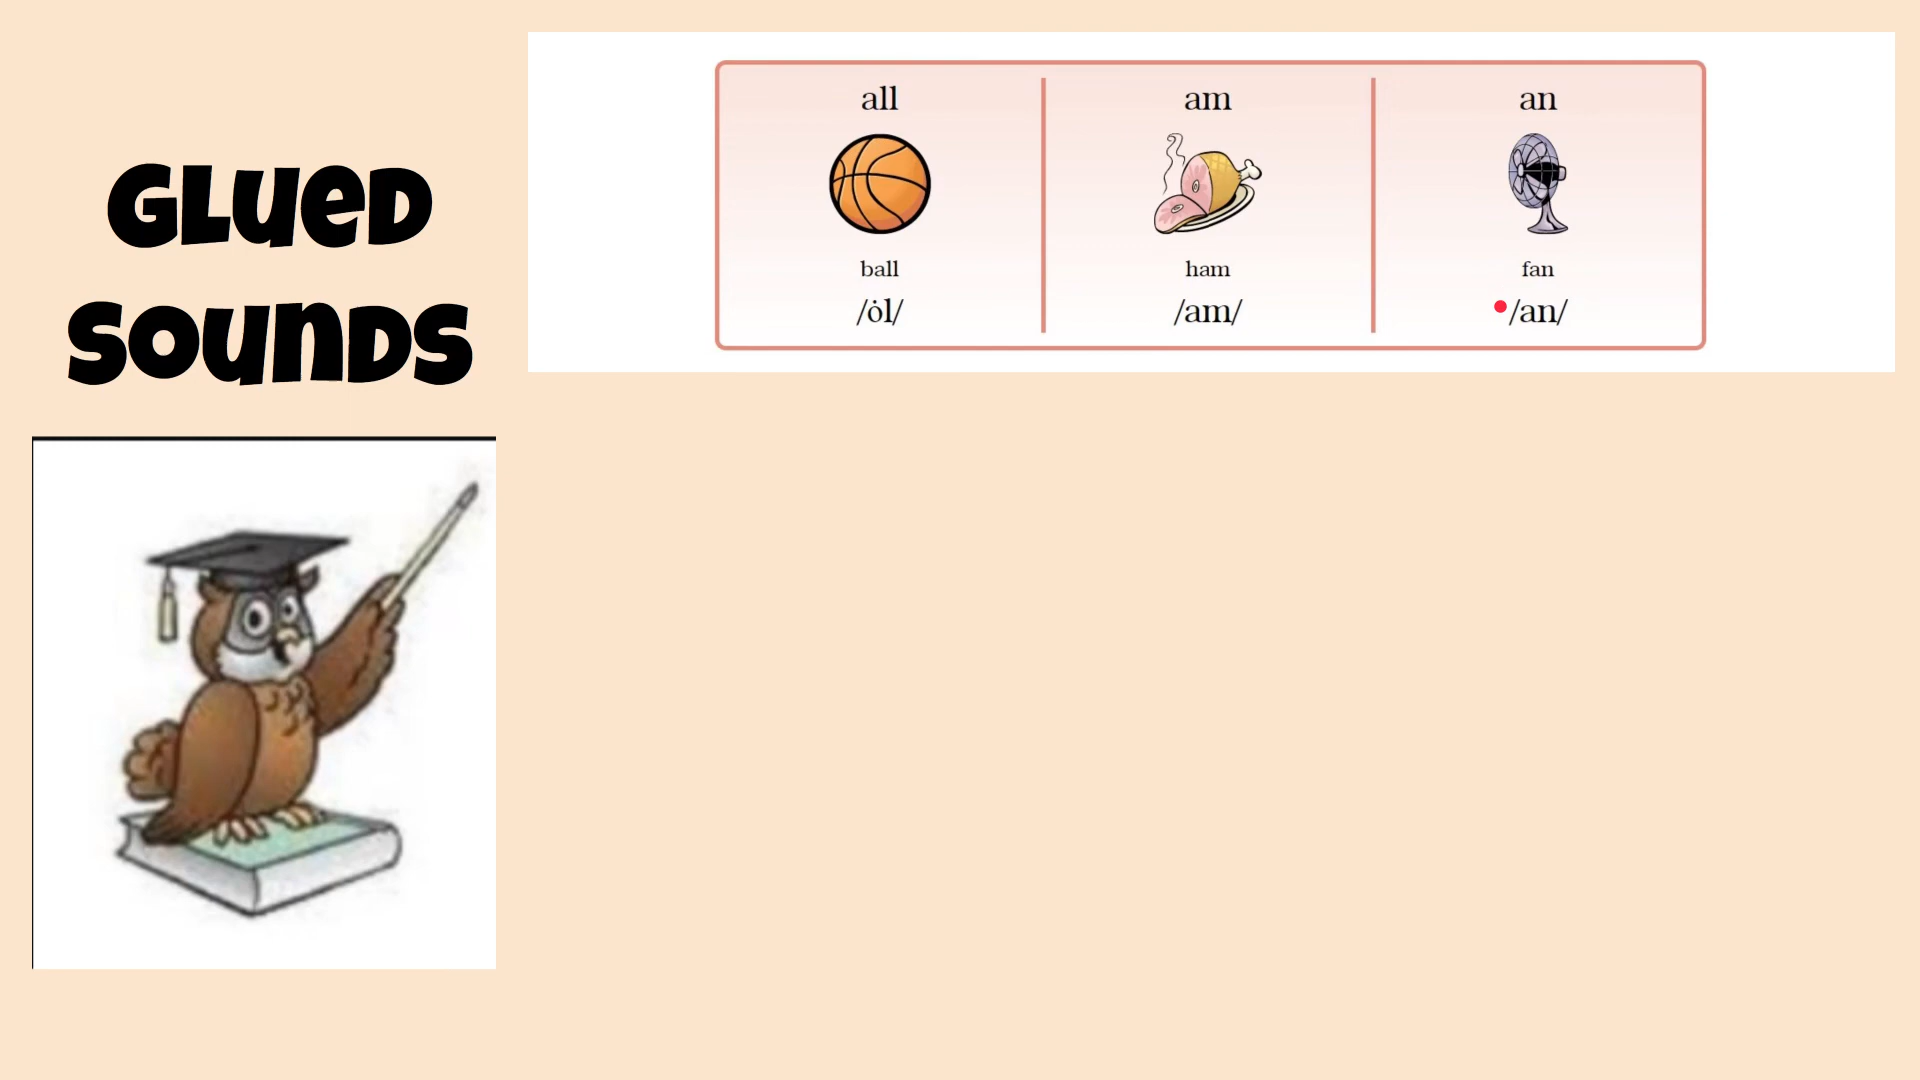 GLUED
SOUNDS
all
ball
/ȯl/
am
ham
/am/
an
fan
/an/